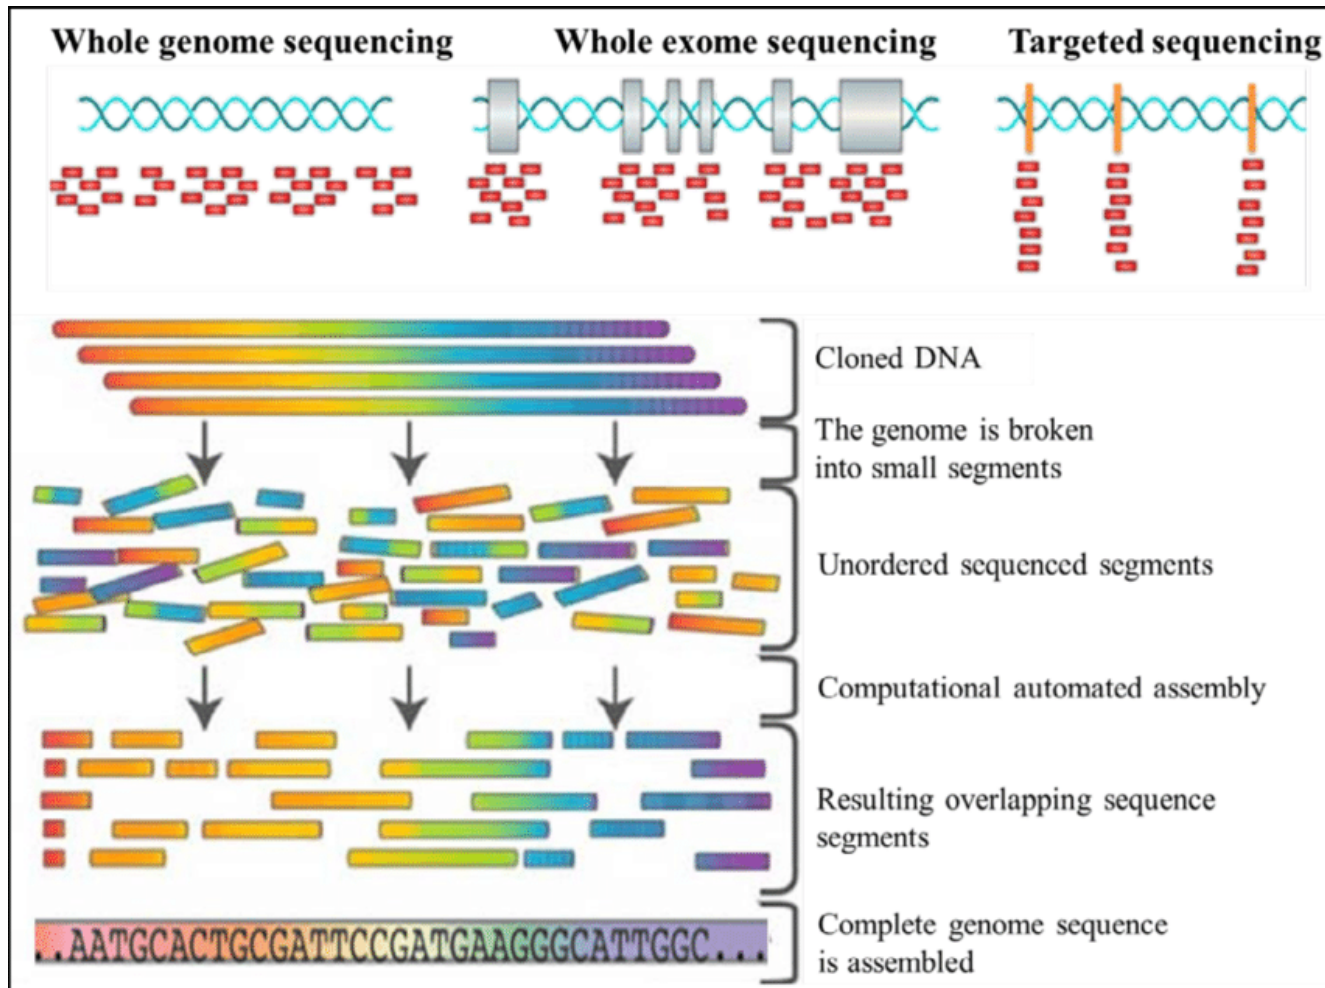 Whole genome sequencing
Whole exome sequencing
Targeted sequencing
Cloned DNA
The genome is broken
into small segments
Unordered sequenced segments
Computational automated assembly
Resulting overlapping sequence
segments
..AATGCACTGCGATTCCGATGAAGGGCATTGGC...
Complete genome sequence
is assembled